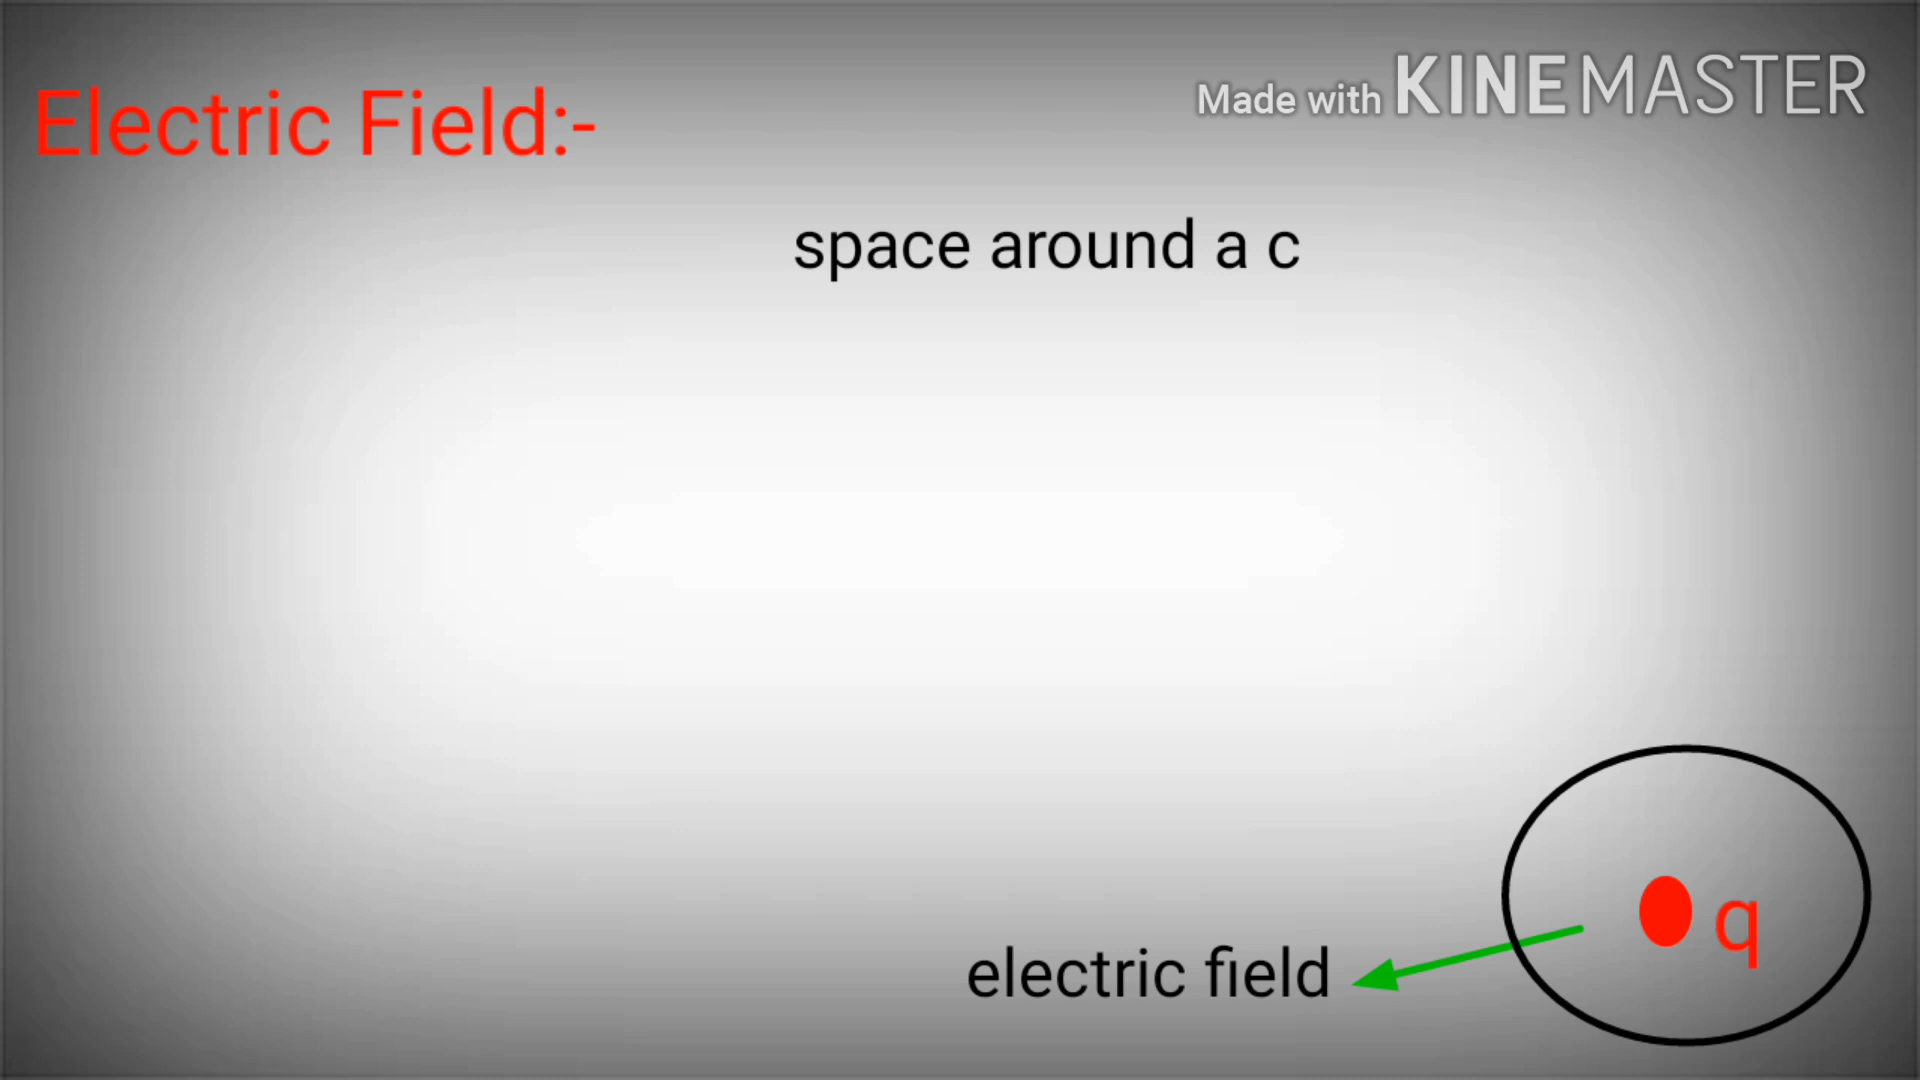 Made with KINEMASTER
Electric Field:-
space around a c
q
electric field